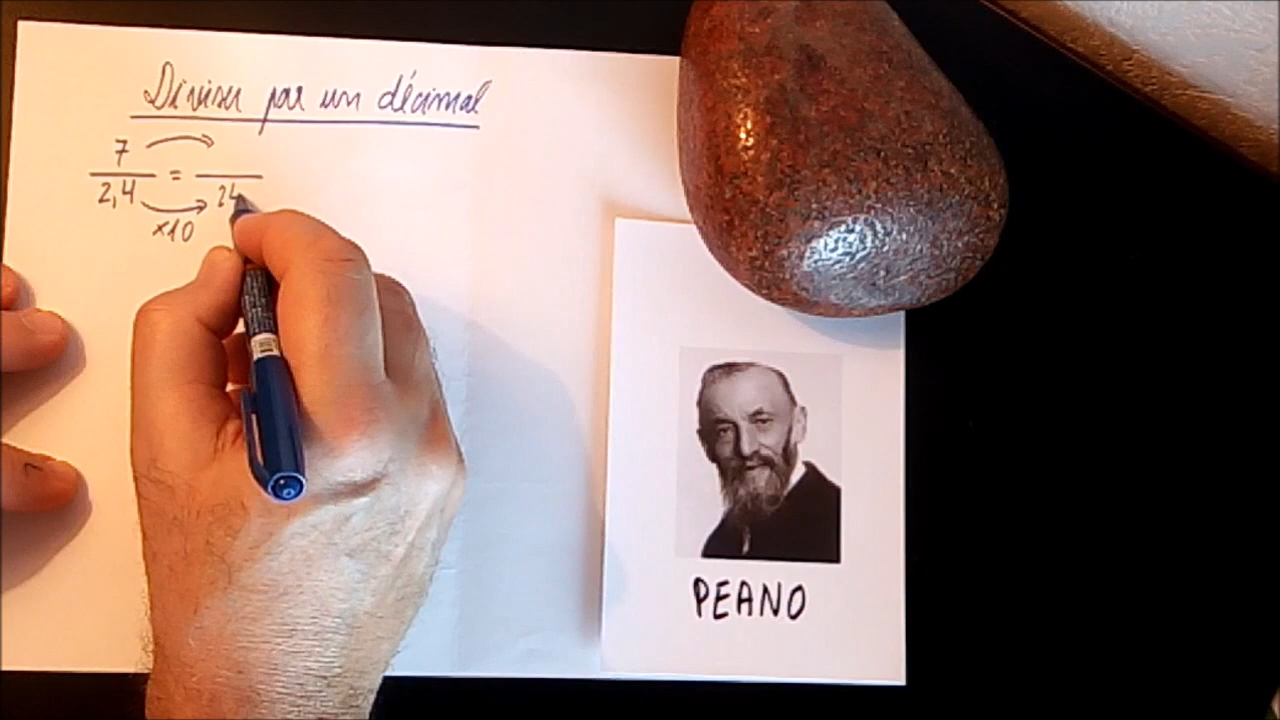 Diviser par un décimal
7
2,4 = 24
×10
PEANO